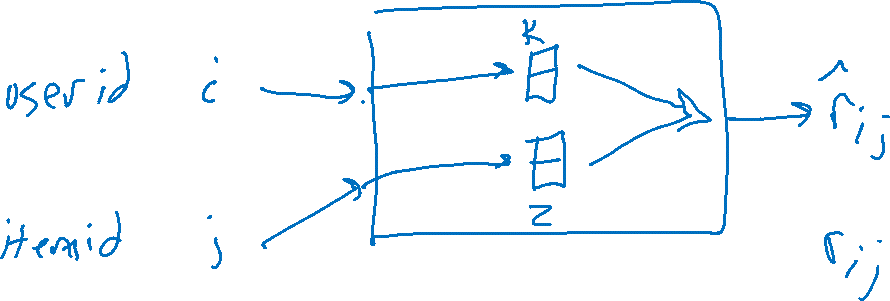 K
userid i r̂ij
z
itemid j rij